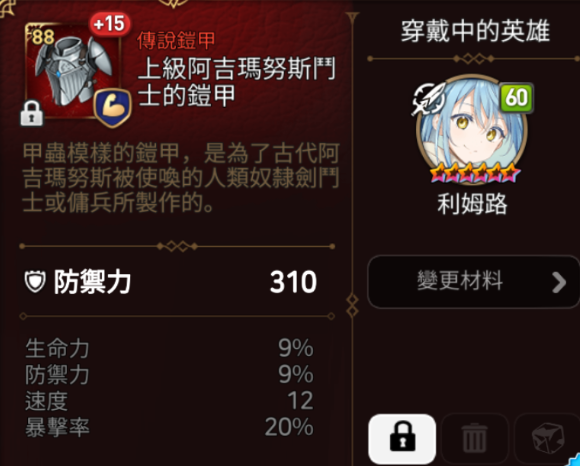 88
+15
傳說鎧甲
上級阿吉瑪努斯鬥
士的鎧甲
甲蟲模樣的鎧甲，是為了古代阿
吉瑪努斯被使喚的人類奴隸劍鬥
士或傭兵所製作的。
防禦力 310
生命力 9%
防禦力 9%
速度 12
暴擊率 20%
穿戴中的英雄
60
利姆路
變更材料